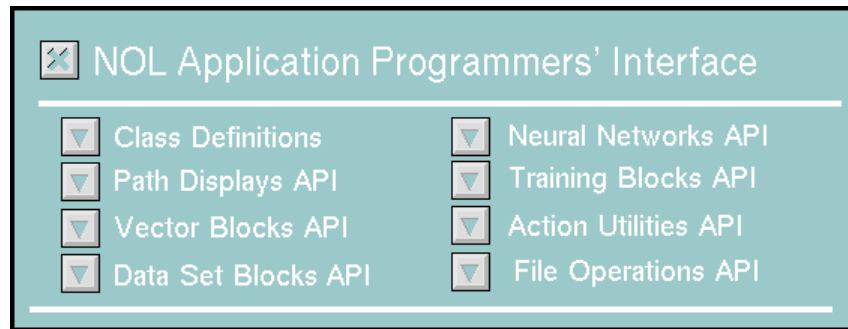 NOL Application Programmers' Interface
Class Definitions
Path Displays API
Vector Blocks API
Data Set Blocks API
Neural Networks API
Training Blocks API
Action Utilities API
File Operations API